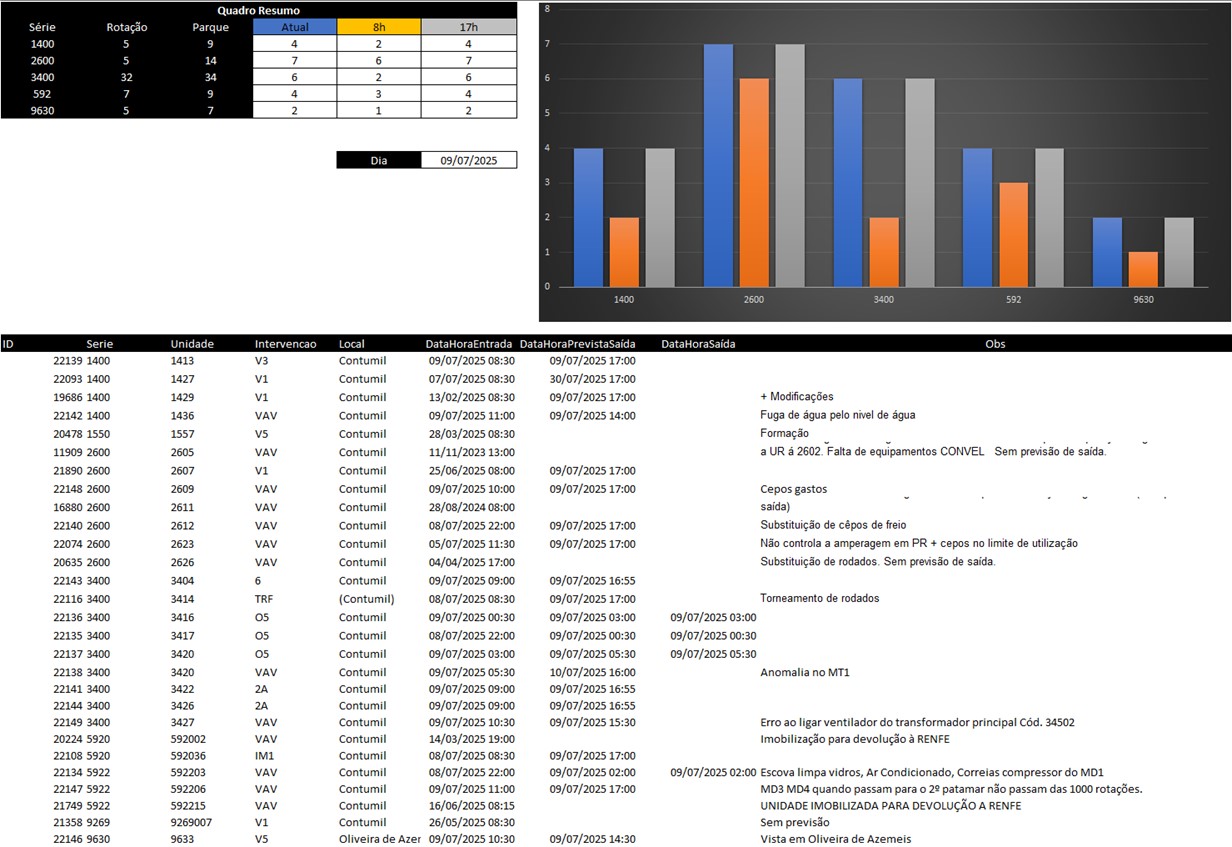 Quadro Resumo
Série Rotação Parque Atual 8h 17h
1400 5 9 4 2 4
2600 5 14 7 6 7
3400 32 34 6 2 6
592 7 9 4 3 4
9630 5 7 2 1 2
Dia 09/07/2025
8
7
6
5
4
3
2
1
0
1400 2600 3400 592 9630
ID Serie Unidade Intervencao Local DataHoraEntrada DataHoraPrevistaSaída DataHoraSaída Obs
22139 1400 1413 V3 Contumil 09/07/2025 08:30 09/07/2025 17:00
22093 1400 1427 V1 Contumil 07/07/2025 08:30 30/07/2025 17:00
19686 1400 1429 V1 Contumil 13/02/2025 08:30 09/07/2025 17:00 + Modificações
22142 1400 1436 VAV Contumil 09/07/2025 11:00 09/07/2025 14:00 Fuga de água pelo nivel de água
20478 1550 1557 V5 Contumil 28/03/2025 08:30 Formação
11909 2600 2605 VAV Contumil 11/11/2023 13:00 a UR á 2602. Falta de equipamentos CONVEL Sem previsão de saída.
21890 2600 2607 V1 Contumil 25/06/2025 08:00 09/07/2025 17:00
22148 2600 2609 VAV Contumil 09/07/2025 10:00 09/07/2025 17:00 Cepos gastos
16880 2600 2611 VAV Contumil 28/08/2024 08:00 saída)
22140 2600 2612 VAV Contumil 08/07/2025 22:00 09/07/2025 17:00 Substituição de cêpos de freio
22074 2600 2623 VAV Contumil 05/07/2025 11:30 09/07/2025 17:00 Não controla a amperagem em PR + cepos no limite de utilização
20635 2600 2626 VAV Contumil 04/04/2025 17:00 Substituição de rodados. Sem previsão de saída.
22143 3400 3404 6 Contumil 09/07/2025 09:00 09/07/2025 16:55
22116 3400 3414 TRF (Contumil) 08/07/2025 08:30 09/07/2025 17:00 Torneamento de rodados
22136 3400 3416 O5 Contumil 09/07/2025 00:30 09/07/2025 03:00 09/07/2025 03:00
22135 3400 3417 O5 Contumil 08/07/2025 22:00 09/07/2025 00:30 09/07/2025 00:30
22137 3400 3420 O5 Contumil 09/07/2025 03:00 09/07/2025 05:30 09/07/2025 05:30
22138 3400 3420 VAV Contumil 09/07/2025 05:30 10/07/2025 16:00 Anomalia no MT1
22141 3400 3422 2A Contumil 09/07/2025 09:00 09/07/2025 16:55
22144 3400 3426 2A Contumil 09/07/2025 09:00 09/07/2025 16:55
22149 3400 3427 VAV Contumil 09/07/2025 10:30 09/07/2025 15:30 Erro ao ligar ventilador do transformador principal Cód. 34502
20224 5920 592002 VAV Contumil 14/03/2025 19:00 Imobilização para devolução à RENFE
22108 5920 592036 IM1 Contumil 08/07/2025 08:30 09/07/2025 17:00
22134 5922 592203 VAV Contumil 08/07/2025 22:00 09/07/2025 02:00 09/07/2025 02:00 Escova limpa vidros, Ar Condicionado, Correias compressor do MD1
22147 5922 592206 VAV Contumil 09/07/2025 11:00 09/07/2025 17:00 MD3 MD4 quando passam para o 2º patamar não passam das 1000 rotações.
21749 5922 592215 VAV Contumil 16/06/2025 08:15 UNIDADE IMOBILIZADA PARA DEVOLUÇÃO A RENFE
21358 9269 9269007 V1 Contumil 26/05/2025 08:30 Sem previsão
22146 9630 9633 V5 Oliveira de Azer 09/07/2025 10:30 09/07/2025 14:30 Vista em Oliveira de Azemeis